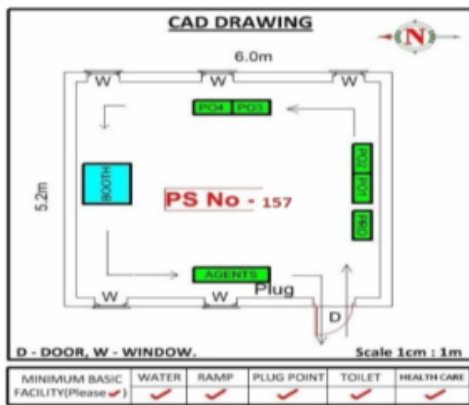 CAD DRAWING
N
6.0m
W W W
PO4 PO3
5.2m
BOOTH
PO2
PO1
PRO
PS No - 157
AGENTS
Plug
W W
D
D - DOOR, W - WINDOW. Scale 1cm : 1m
MINIMUM BASIC FACILITY(Please ✓) WATER RAMP PLUG POINT TOILET HEALTH CARE
✓ ✓ ✓ ✓ ✓